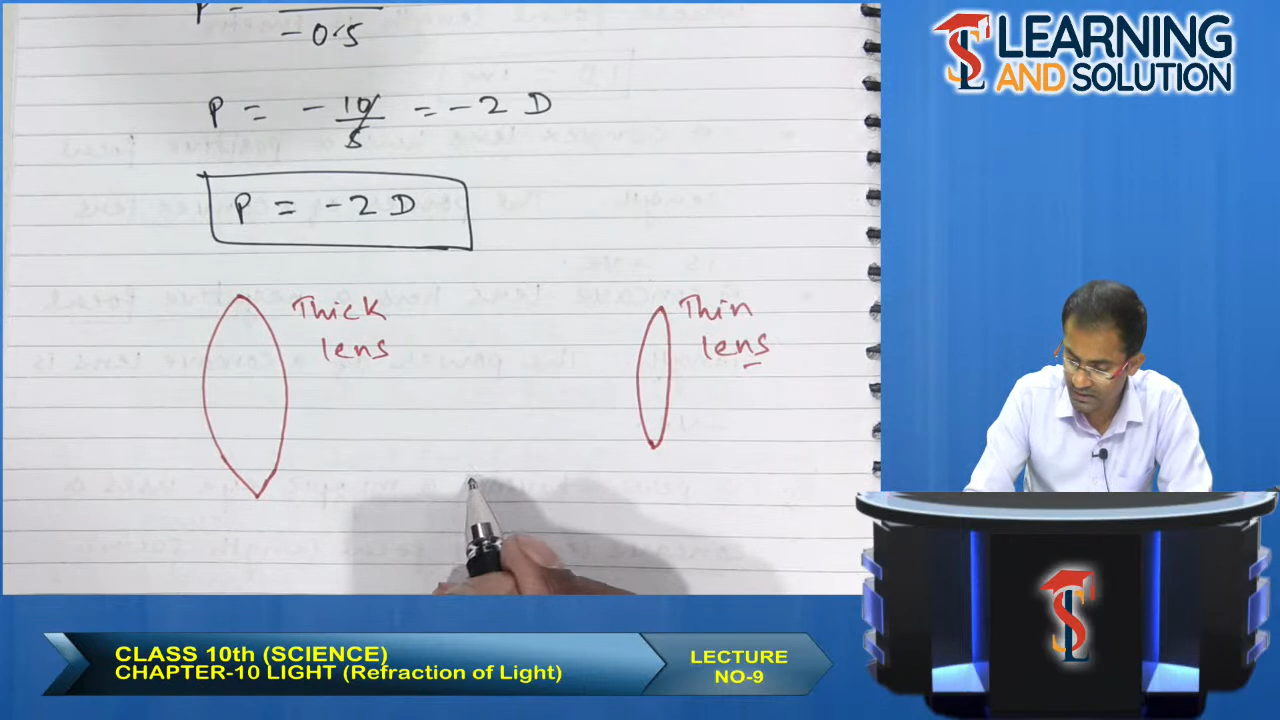 P =
-0.5
P = - 10/5 = -2 D
P = -2 D
Thick
lens
Thin
lens
LEARNING
AND SOLUTION
CLASS 10th (SCIENCE)
CHAPTER-10 LIGHT (Refraction of Light)
LECTURE
NO-9